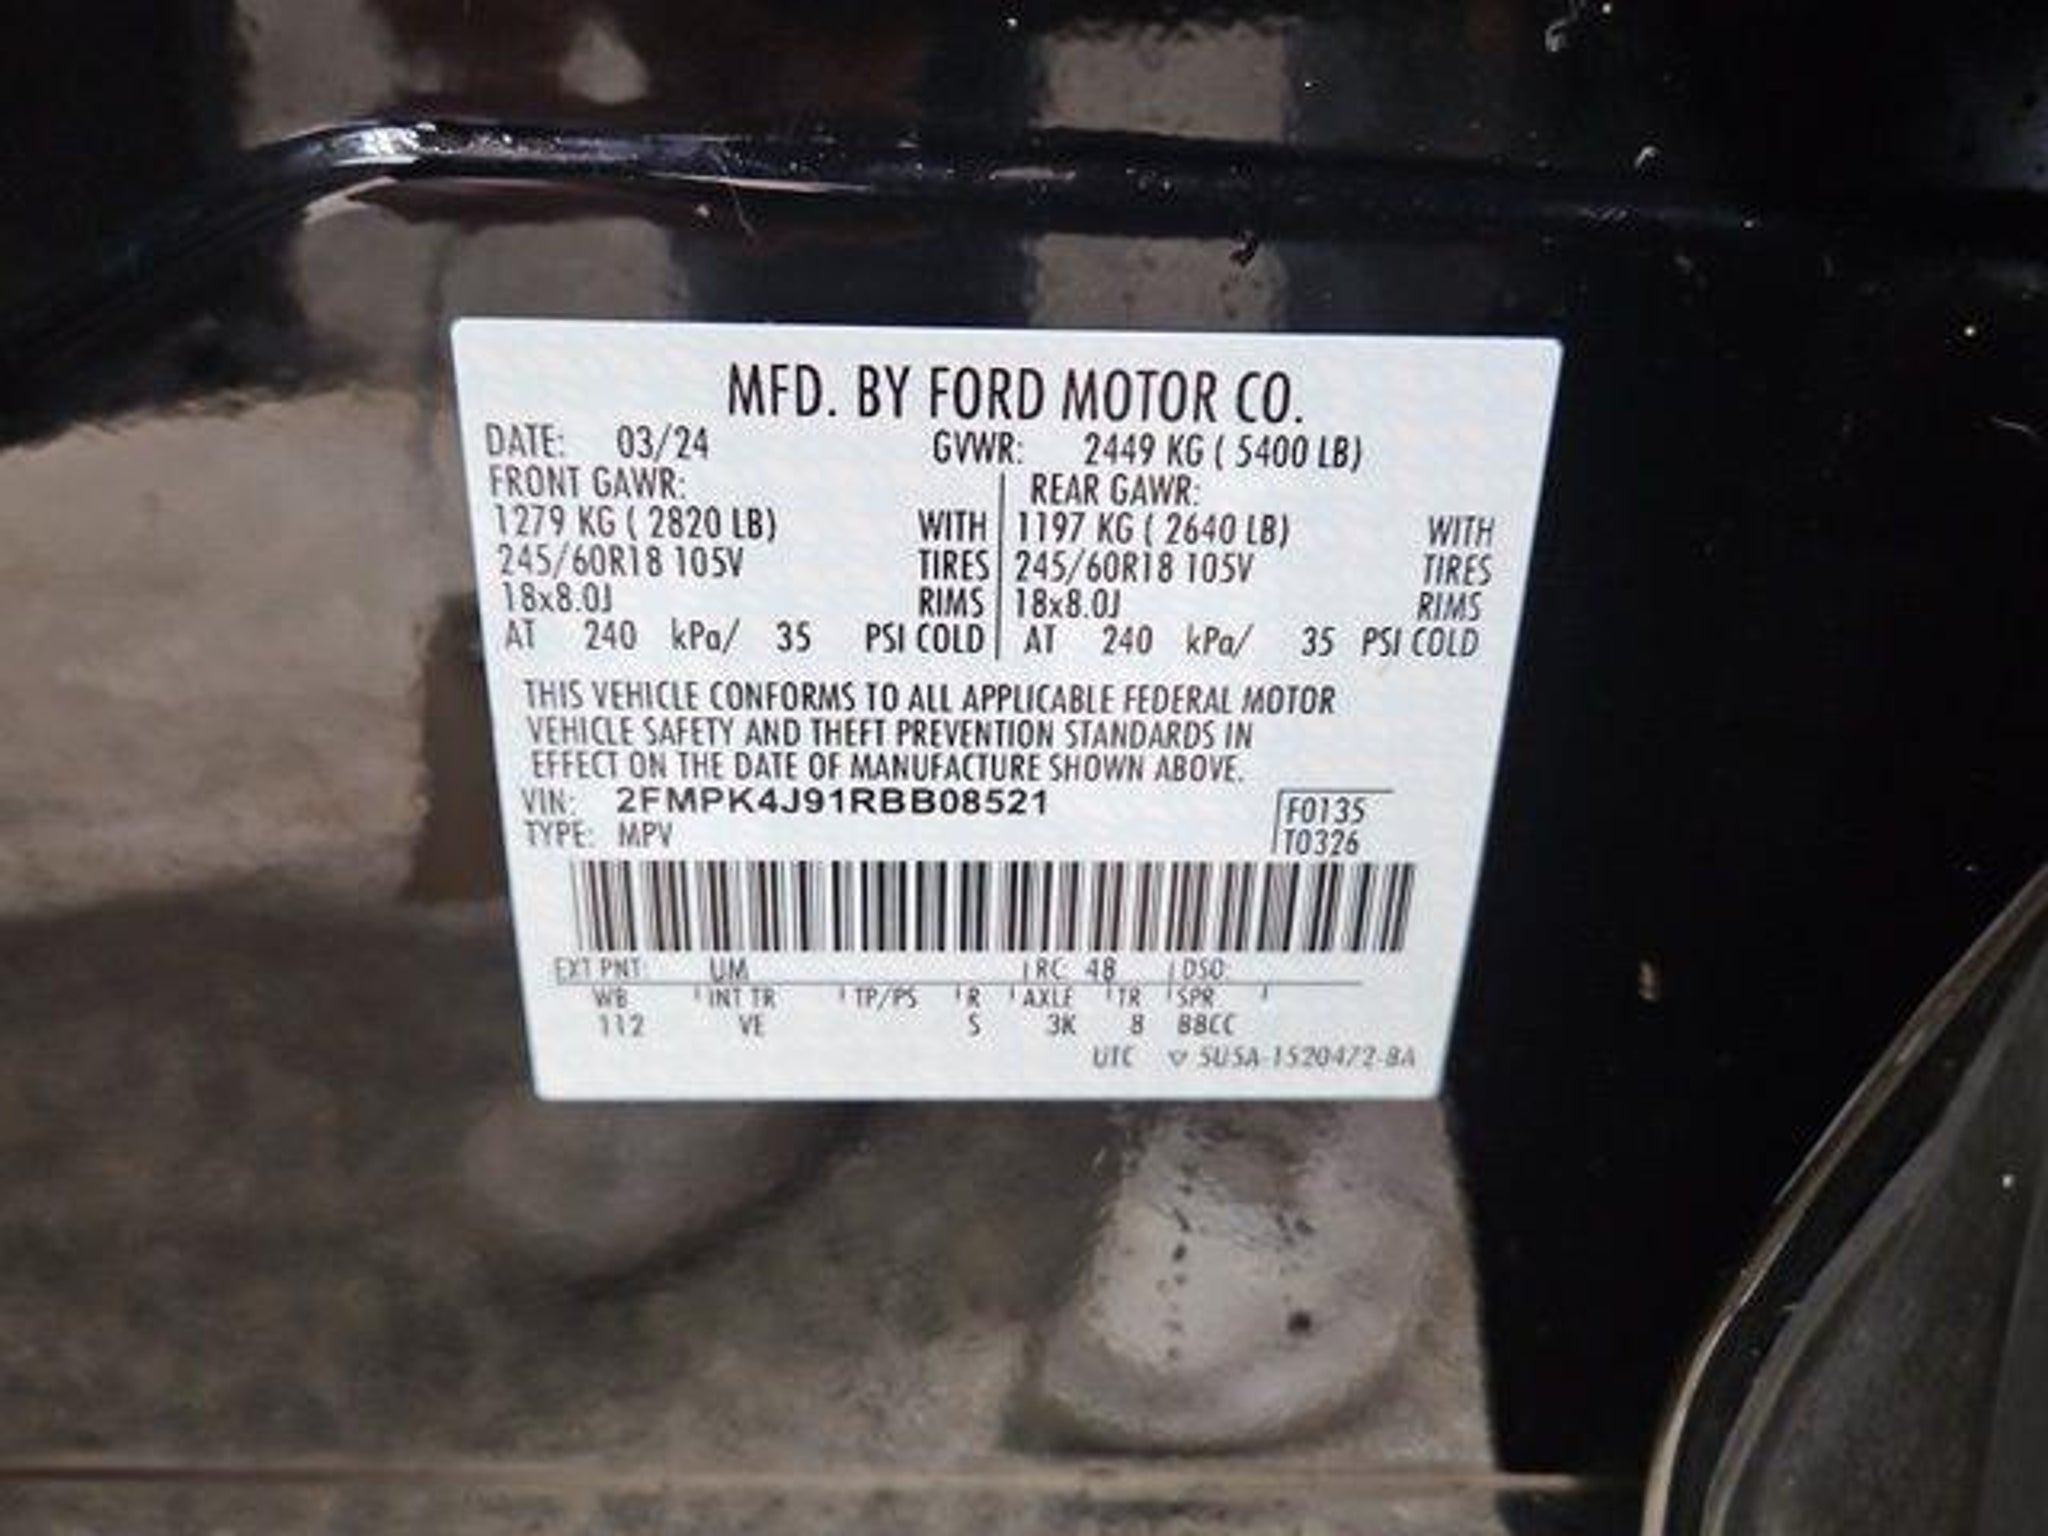 MFD. BY FORD MOTOR CO.
DATE: 03/24 GVWR: 2449 KG ( 5400 LB)
FRONT GAWR: REAR GAWR:
1279 KG ( 2820 LB) WITH 1197 KG ( 2640 LB) WITH
245/60R18 105V TIRES 245/60R18 105V TIRES
18x8.0J RIMS 18x8.0J RIMS
AT 240 kPa/ 35 PSI COLD AT 240 kPa/ 35 PSI COLD
THIS VEHICLE CONFORMS TO ALL APPLICABLE FEDERAL MOTOR
VEHICLE SAFETY AND THEFT PREVENTION STANDARDS IN
EFFECT ON THE DATE OF MANUFACTURE SHOWN ABOVE.
VIN: 2FMPK4J91RBB08521 F0135
TYPE: MPV T0326
EXT PNT: UM RC: 48 DSO:
WB INT TR TP/PS R AXLE TR SPR
112 VE S 3K 8 BBCC
UTC ▽ 5U5A-1520472-BA